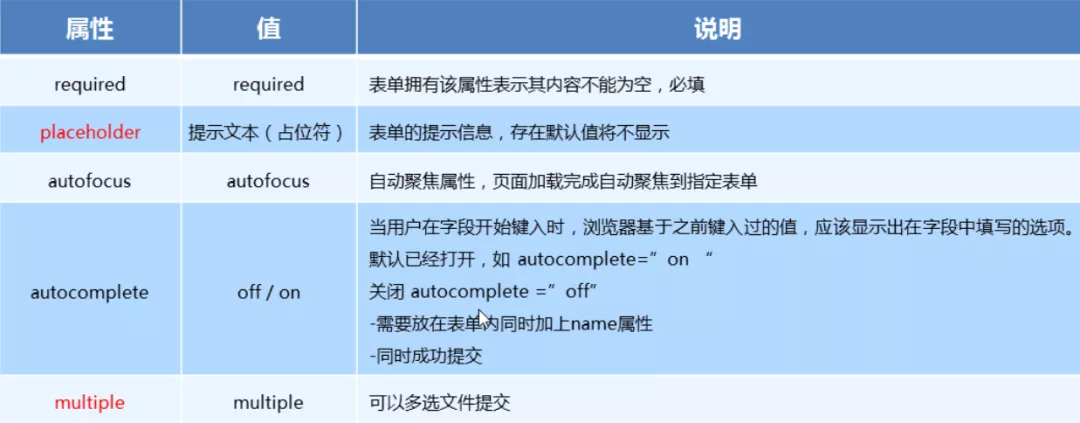 属性 值 说明
required required 表单拥有该属性表示其内容不能为空，必填
placeholder 提示文本（占位符） 表单的提示信息，存在默认值将不显示
autofocus autofocus 自动聚焦属性，页面加载完成自动聚焦到指定表单
autocomplete off / on 当用户在字段开始键入时，浏览器基于之前键入过的值，应该显示出在字段中填写的选项。
默认已经打开，如 autocomplete=”on “
关闭 autocomplete =”off”
-需要放在表单内同时加上name属性
-同时成功提交
multiple multiple 可以多选文件提交